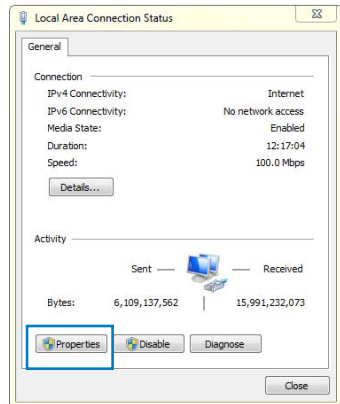 Local Area Connection Status
General
Connection
IPv4 Connectivity: Internet
IPv6 Connectivity: No network access
Media State: Enabled
Duration: 12:17:04
Speed: 100.0 Mbps
Details...
Activity
Sent — — Received
Bytes: 6,109,137,562 | 15,991,232,073
Properties Disable Diagnose
Close